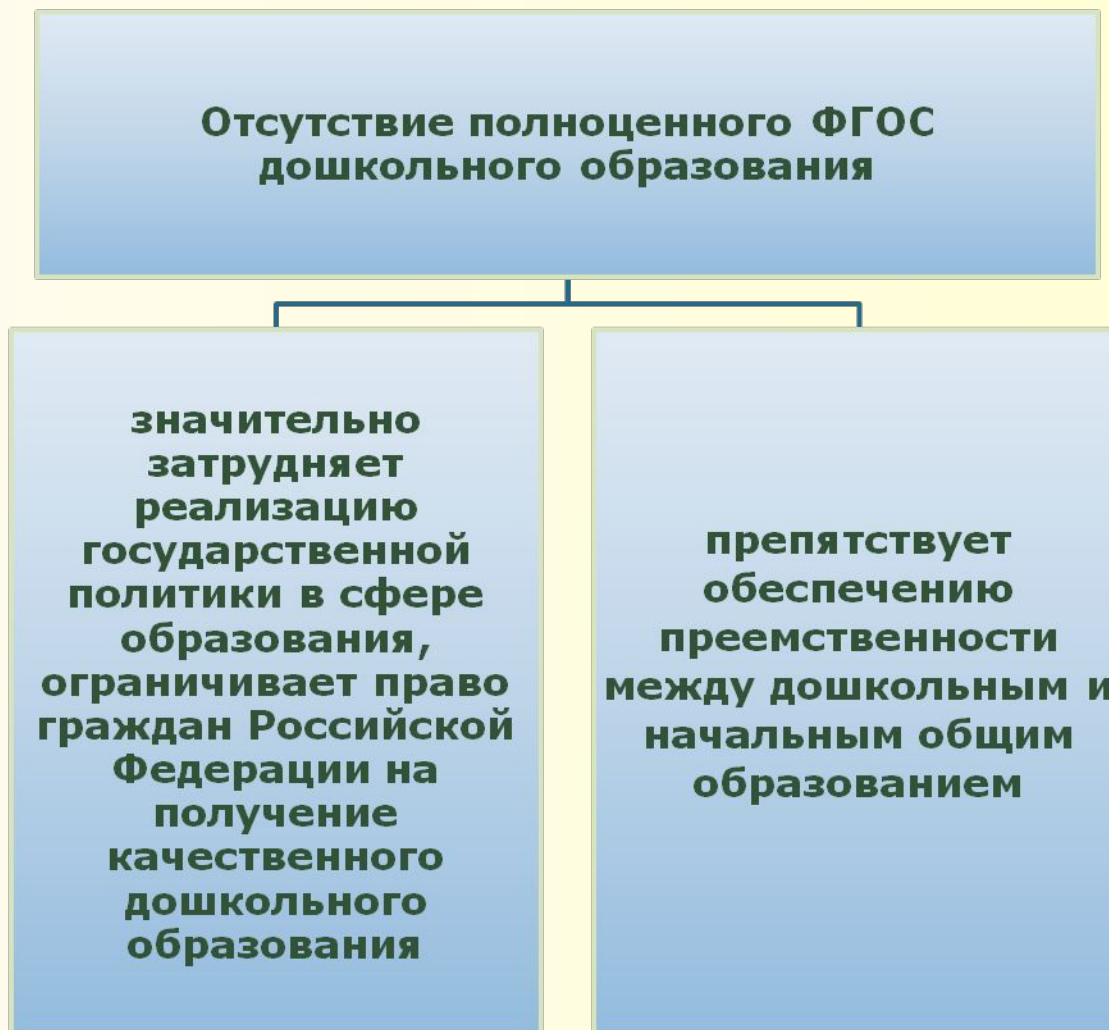 Отсутствие полноценного ФГОС
дошкольного образования
значительно
затрудняет
реализацию
государственной
политики в сфере
образования,
ограничивает право
граждан Российской
Федерации на
получение
качественного
дошкольного
образования
препятствует
обеспечению
преемственности
между дошкольным и
начальным общим
образованием